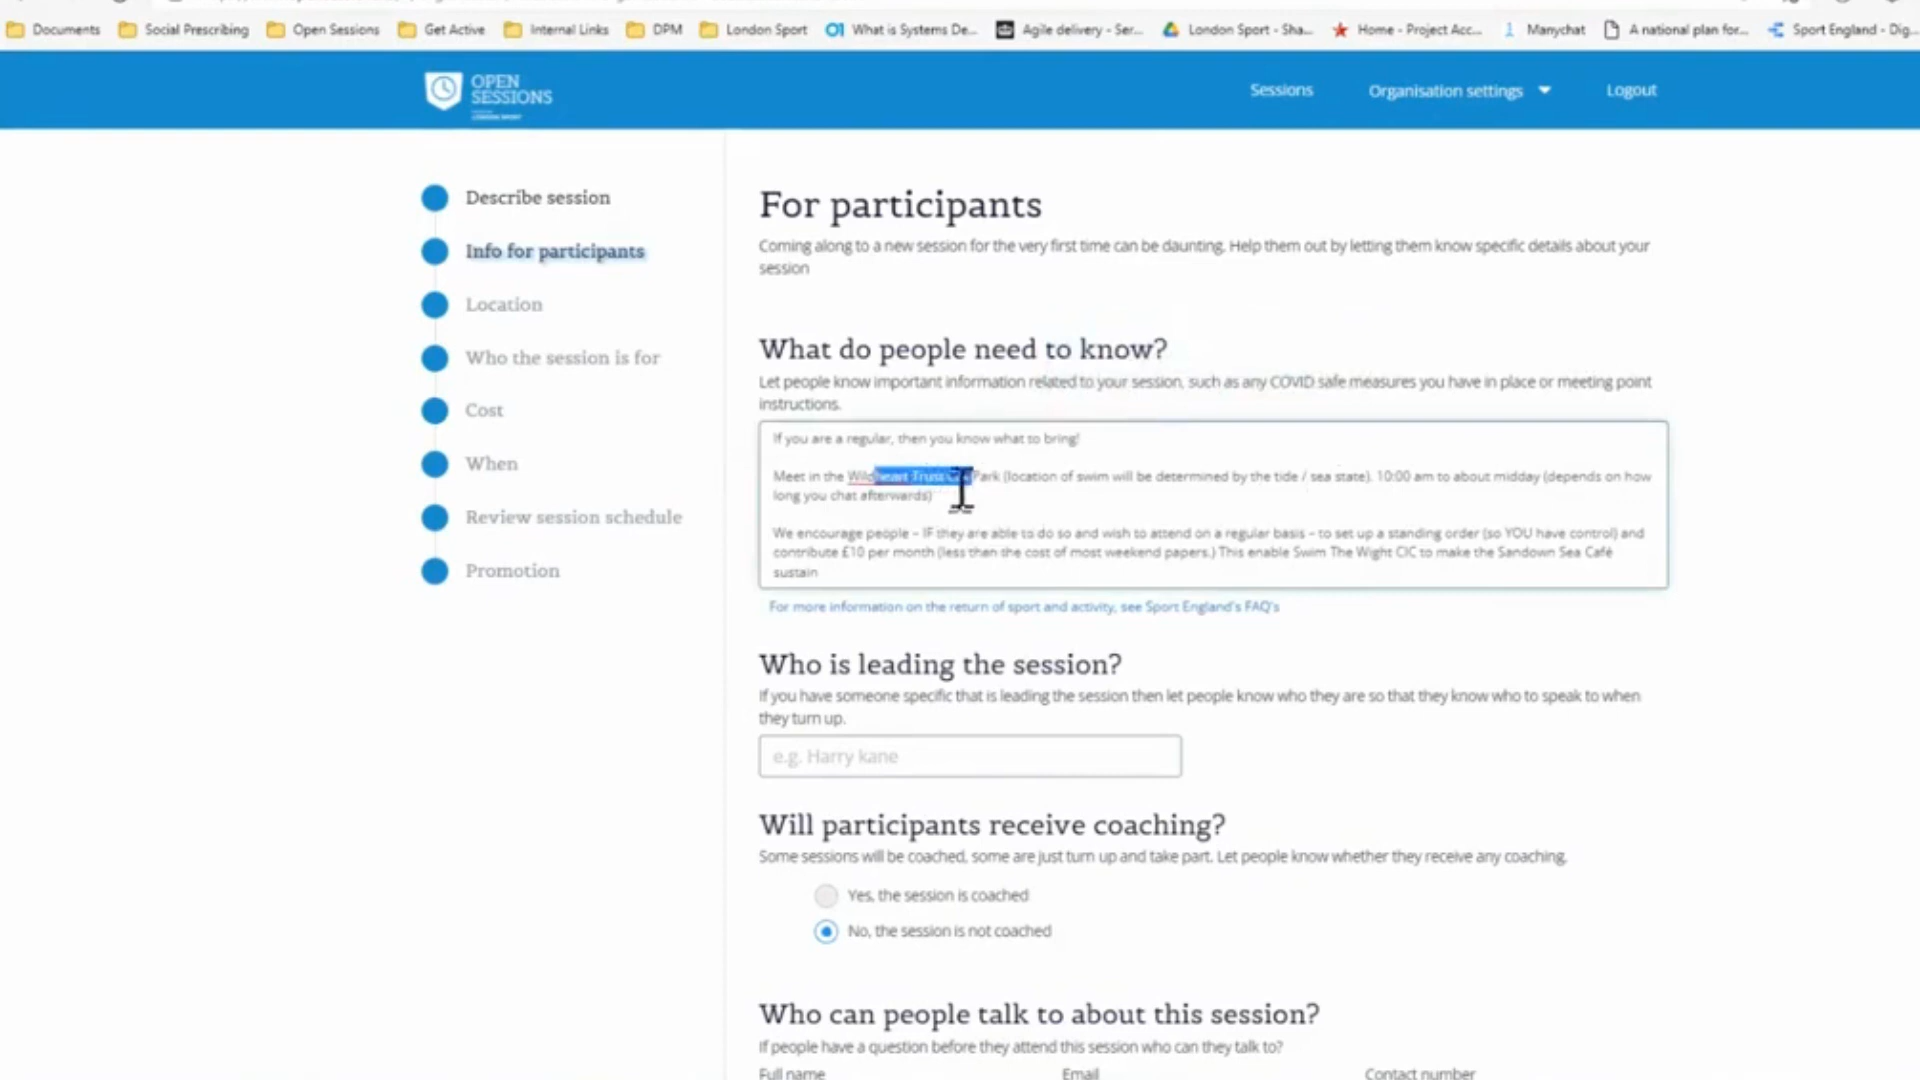 Documents Social Prescribing Open Sessions Get Active Internal Links DPM London Sport What is Systems De... Agile delivery - Ser... London Sport - Sha... Home - Project Acc... Manychat A national plan for... Sport England - Dig...
OPEN
SESSIONS
Sessions Organisation settings Logout
Describe session
Info for participants
Location
Who the session is for
Cost
When
Review session schedule
Promotion
For participants
Coming along to a new session for the very first time can be daunting. Help them out by letting them know specific details about your
session
What do people need to know?
Let people know important information related to your session, such as any COVID safe measures you have in place or meeting point
instructions.
If you are a regular, then you know what to bring!
Meet in the Wildheart Trust Car Park (location of swim will be determined by the tide / sea state). 10:00 am to about midday (depends on how
long you chat afterwards)
We encourage people – IF they are able to do so and wish to attend on a regular basis – to set up a standing order (so YOU have control) and
contribute £10 per month (less than the cost of most weekend papers.) This enable Swim The Wight CIC to make the Sandown Sea Café
sustain
For more information on the return of sport and activity, see Sport England's FAQ's
Who is leading the session?
If you have someone specific that is leading the session then let people know who they are so that they know who to speak to when
they turn up.
e.g. Harry kane
Will participants receive coaching?
Some sessions will be coached, some are just turn up and take part. Let people know whether they receive any coaching.
Yes, the session is coached
No, the session is not coached
Who can people talk to about this session?
If people have a question before they attend this session who can they talk to?
Full name Email Contact number